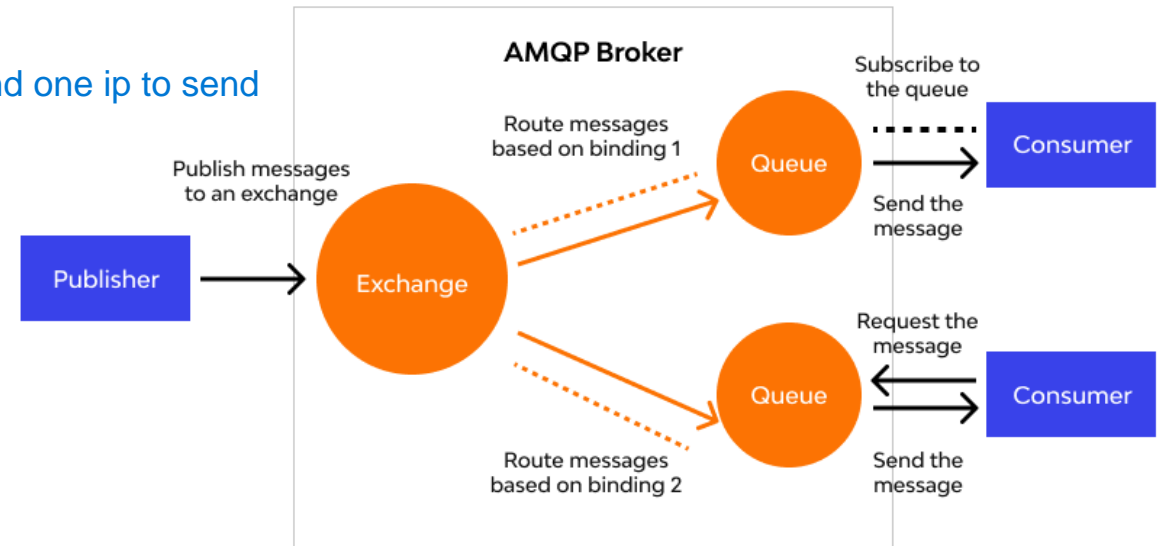 AMQP Broker
one ip to send
Subscribe to
the queue
Route messages
based on binding 1
Consumer
Queue
Publish messages
to an exchange
Send the
message
Publisher
Exchange
Request the
message
Queue
Consumer
Route messages
based on binding 2
Send the
message